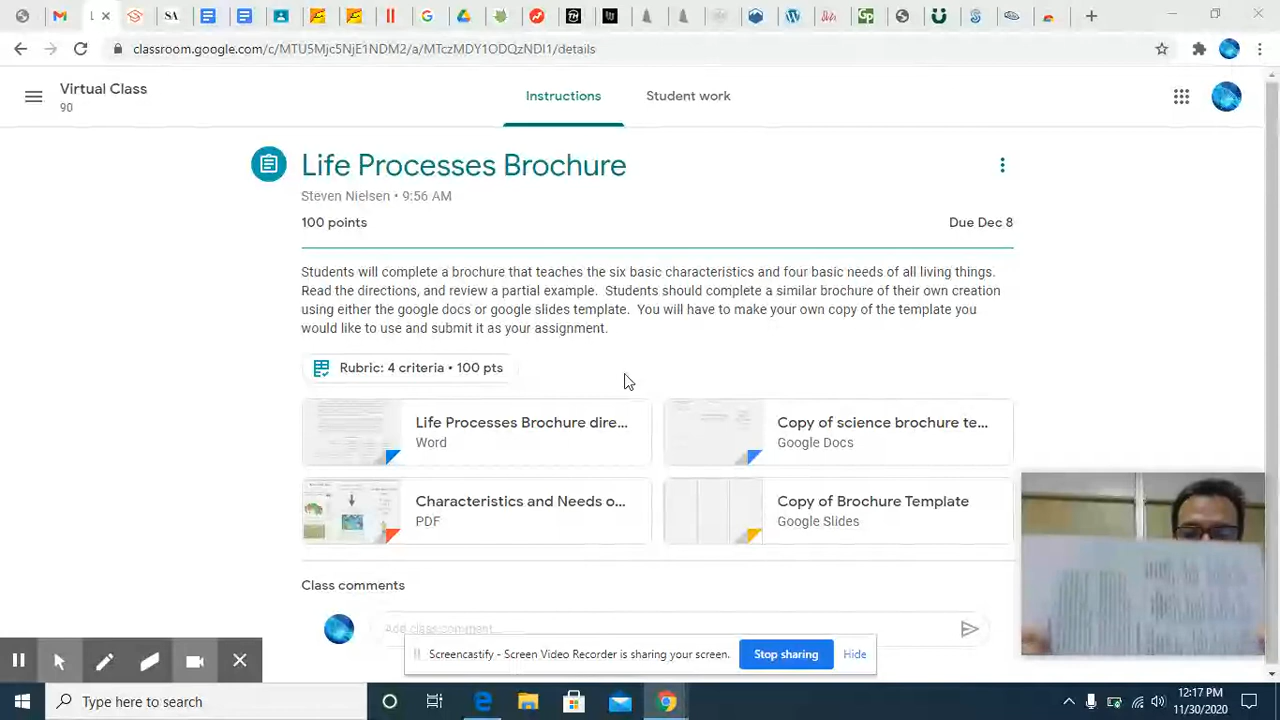 classroom.google.com/c/MTU5Mjc5NjE1NDM2/a/MTczMDY1ODQzNDI1/details
Virtual Class
90
Instructions
Student work
Life Processes Brochure
Steven Nielsen • 9:56 AM
100 points
Due Dec 8
Students will complete a brochure that teaches the six basic characteristics and four basic needs of all living things.
Read the directions, and review a partial example. Students should complete a similar brochure of their own creation
using either the google docs or google slides template. You will have to make your own copy of the template you
would like to use and submit it as your assignment.
Rubric: 4 criteria • 100 pts
Life Processes Brochure dire...
Word
Copy of science brochure te...
Google Docs
Characteristics and Needs o...
PDF
Copy of Brochure Template
Google Slides
Class comments
Add class comment...
Screencastify - Screen Video Recorder is sharing your screen.
Stop sharing
Hide
Type here to search
12:17 PM
11/30/2020